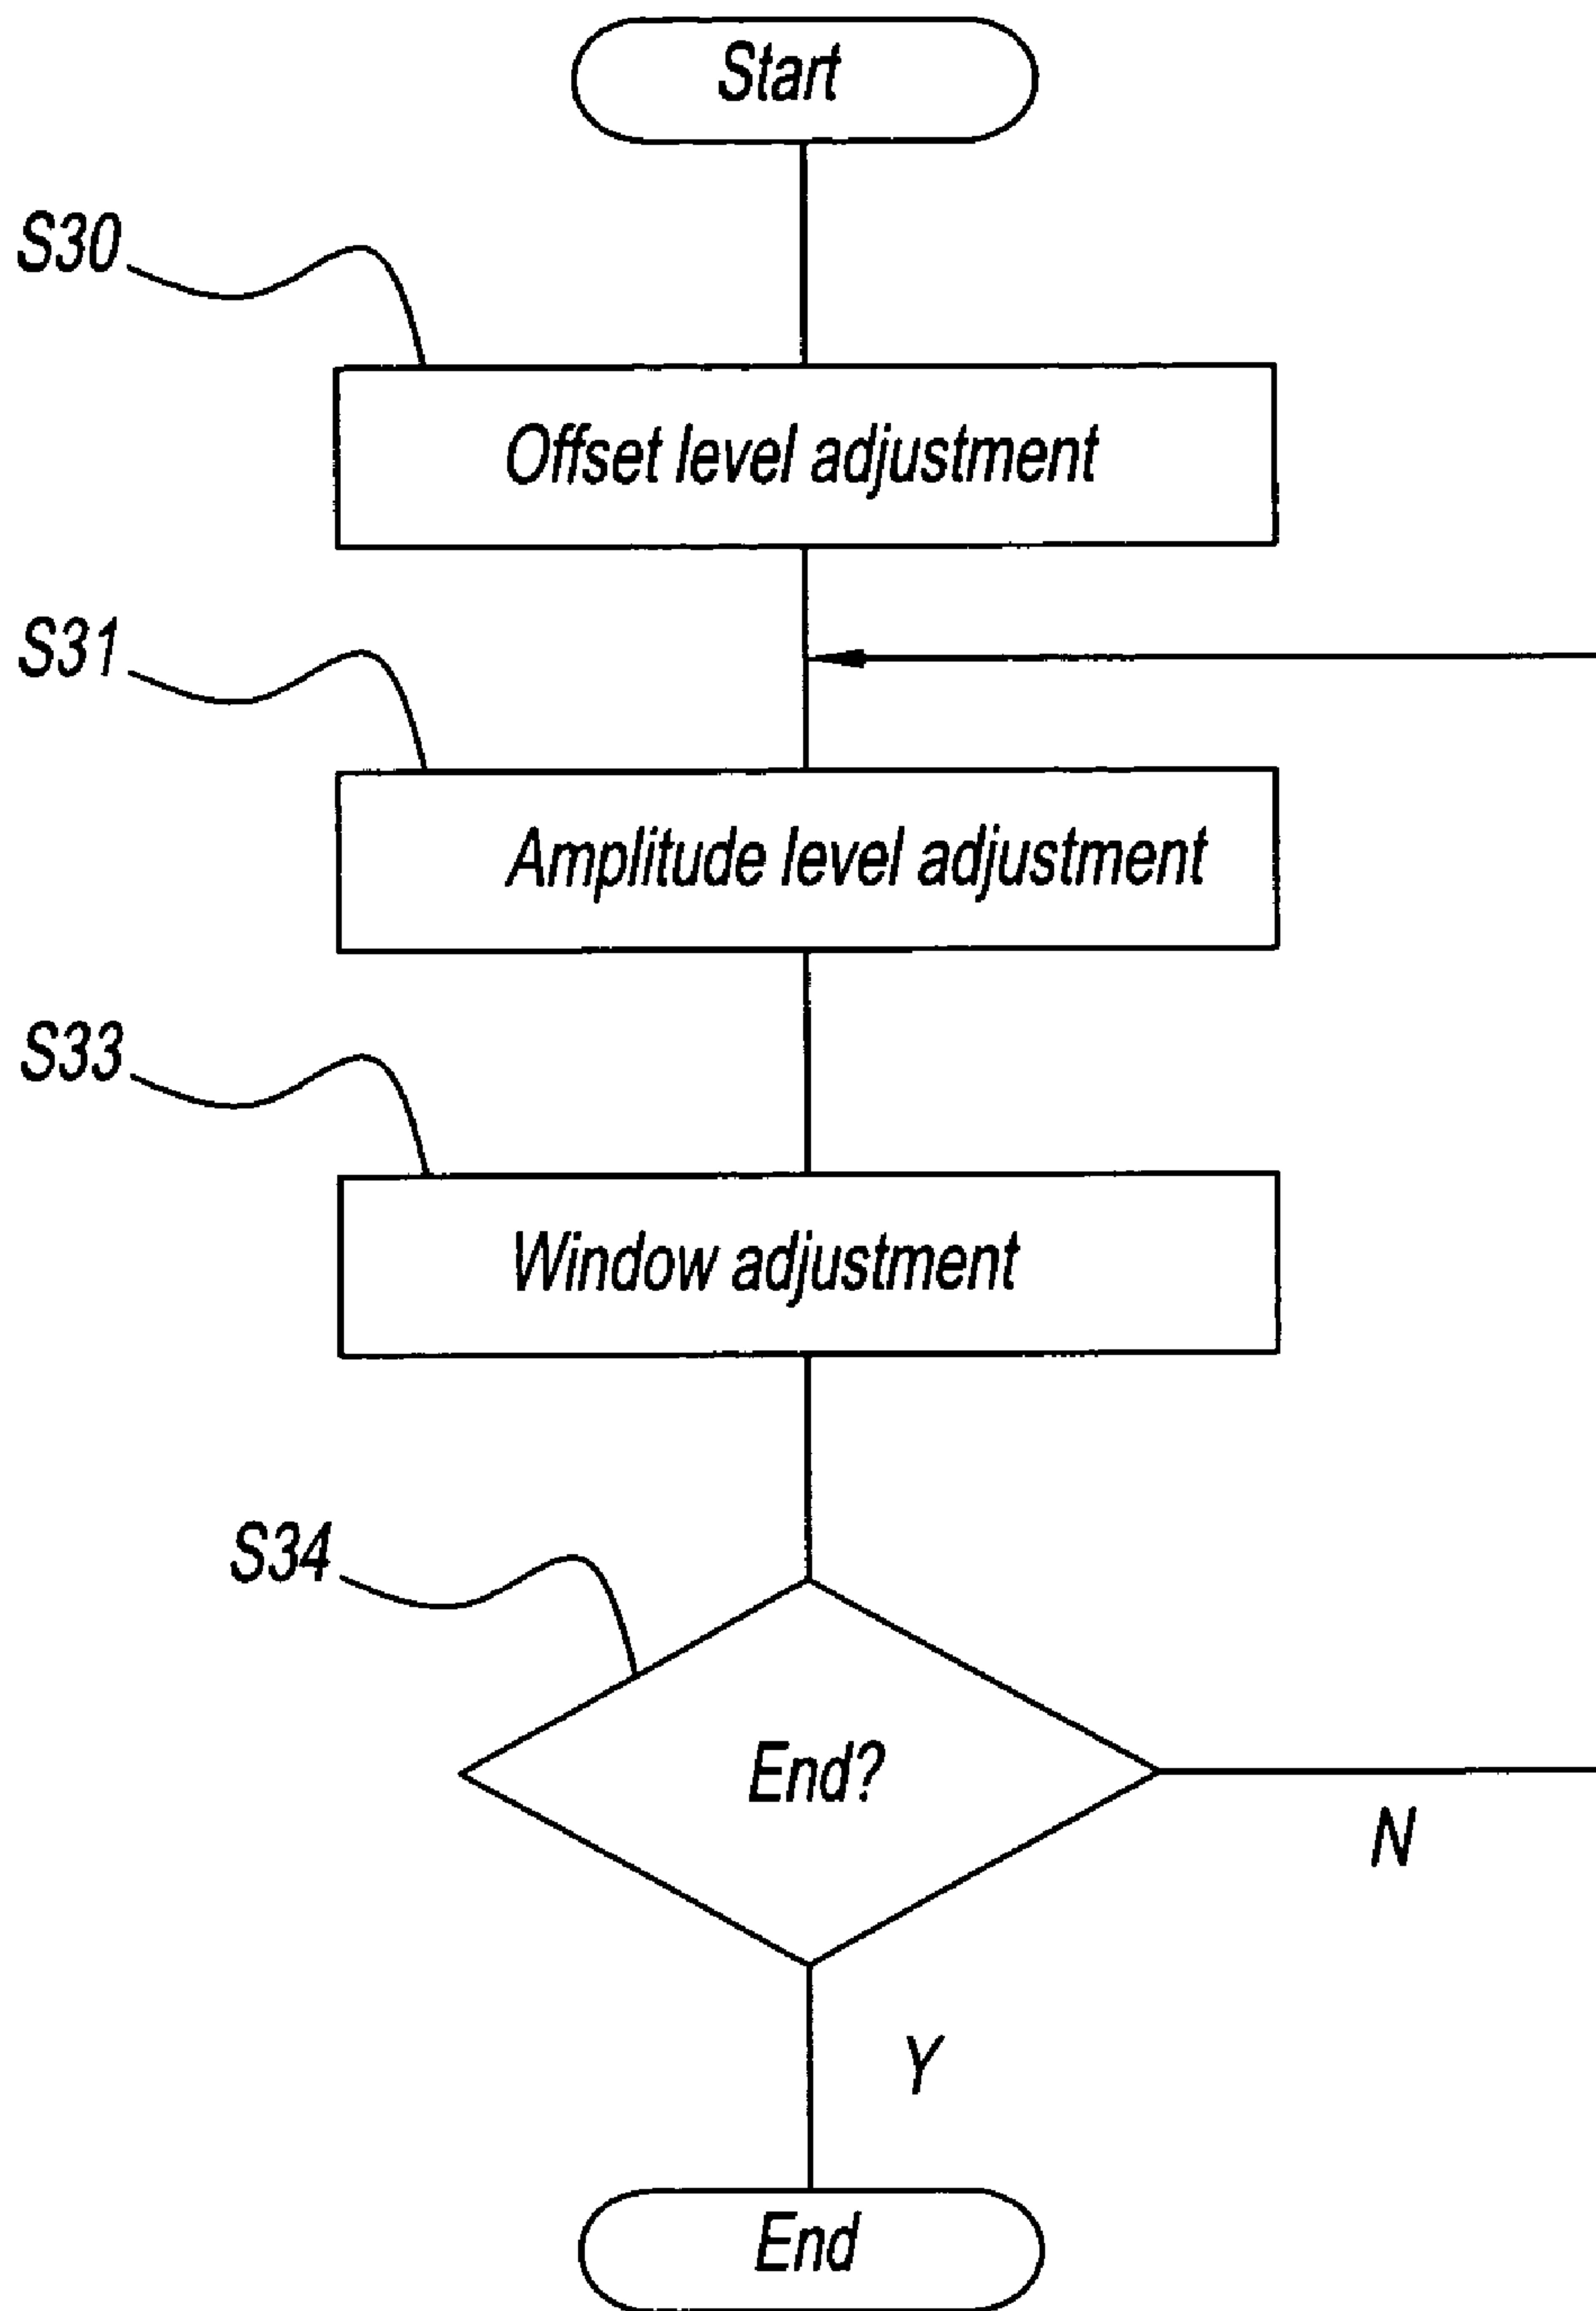 Start
S30
Offset level adjustment
S31
Amplitude level adjustment
S33
Window adjustment
S34
End?
N
Y
End